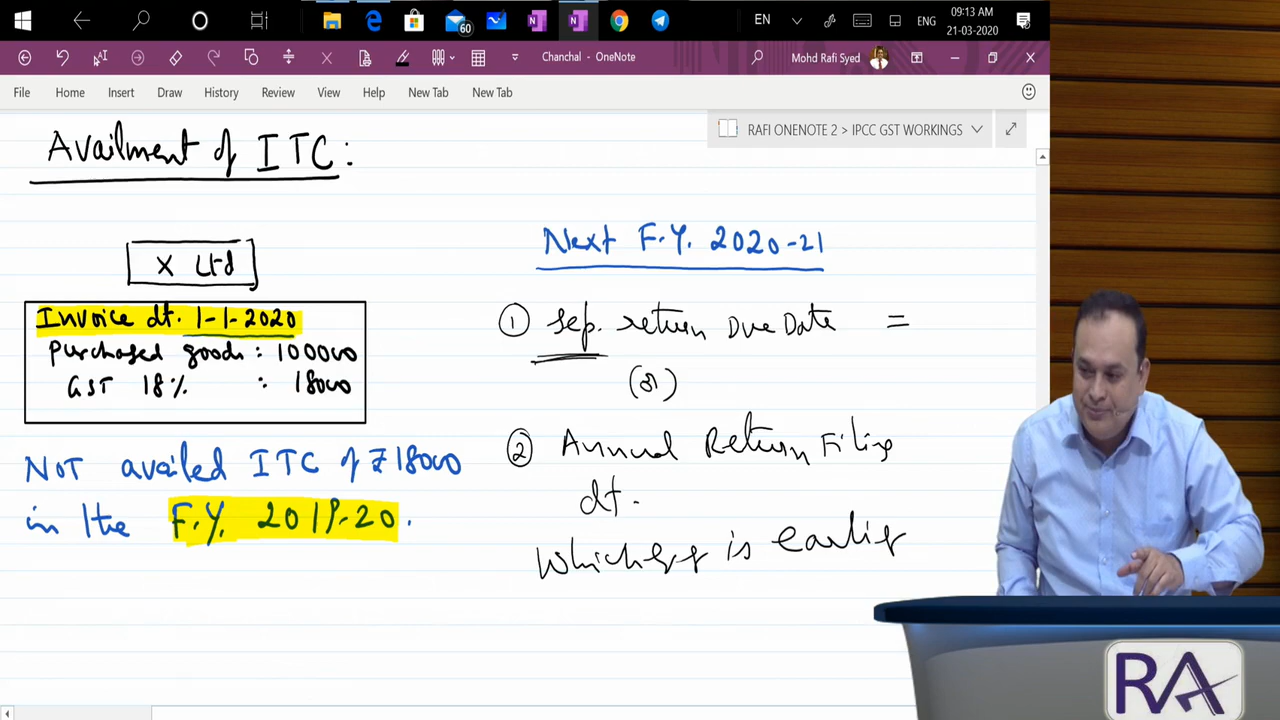 60
EN
ENG
09:13 AM
21-03-2020
Chanchal - OneNote
Mohd Rafi Syed
File Home Insert Draw History Review View Help New Tab New Tab
RAFI ONENOTE 2 > IPCC GST WORKINGS
Availment of ITC:
X Ltd
Invoice dt. 1-1-2020
Purchased goods : 100000
GST 18% : 18000
NOT availed ITC of ₹18000
in the F.Y. 2019-20.
Next F.Y. 2020-21
① Sep. return Due Date =
(or)
② Annual Return Filing
dt.
Whichever is earlier
RA